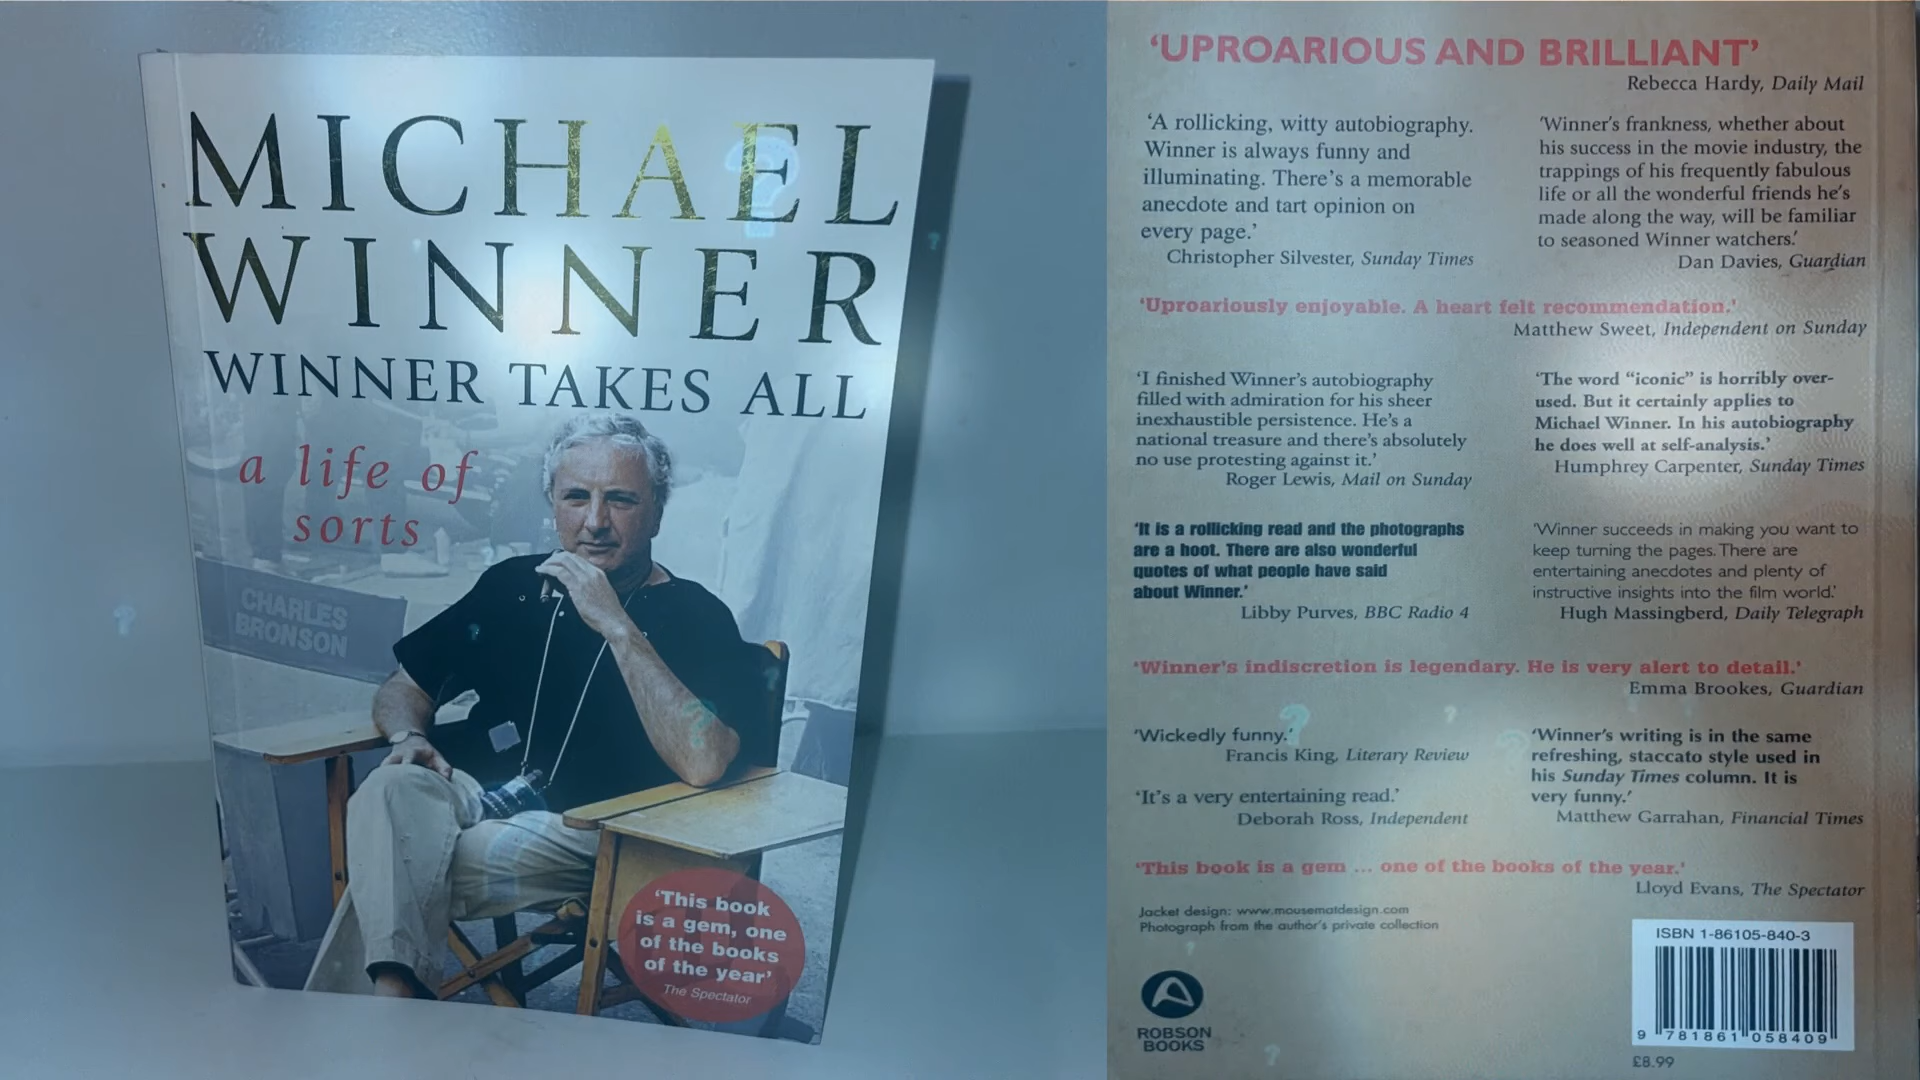 MICHAEL
WINNER
WINNER TAKES ALL
a life of
sorts
CHARLES
BRONSON
‘This book
is a gem, one
of the books
of the year’
The Spectator
‘UPROARIOUS AND BRILLIANT’
Rebecca Hardy, Daily Mail
‘A rollicking, witty autobiography.
Winner is always funny and
illuminating. There’s a memorable
anecdote and tart opinion on
every page.’
Christopher Silvester, Sunday Times
‘Winner’s frankness, whether about
his success in the movie industry, the
trappings of his frequently fabulous
life or all the wonderful friends he’s
made along the way, will be familiar
to seasoned Winner watchers.’
Dan Davies, Guardian
‘Uproariously enjoyable. A heart felt recommendation.’
Matthew Sweet, Independent on Sunday
‘I finished Winner’s autobiography
filled with admiration for his sheer
inexhaustible persistence. He’s a
national treasure and there’s absolutely
no use protesting against it.’
Roger Lewis, Mail on Sunday
‘The word “iconic” is horribly over-
used. But it certainly applies to
Michael Winner. In his autobiography
he does well at self-analysis.’
Humphrey Carpenter, Sunday Times
‘It is a rollicking read and the photographs
are a hoot. There are also wonderful
quotes of what people have said
about Winner.’
Libby Purves, BBC Radio 4
‘Winner succeeds in making you want to
keep turning the pages. There are
entertaining anecdotes and plenty of
instructive insights into the film world.’
Hugh Massingberd, Daily Telegraph
‘Winner’s indiscretion is legendary. He is very alert to detail.’
Emma Brookes, Guardian
‘Wickedly funny.’
Francis King, Literary Review
‘It’s a very entertaining read.’
Deborah Ross, Independent
‘Winner’s writing is in the same
refreshing, staccato style used in
his Sunday Times column. It is
very funny.’
Matthew Garrahan, Financial Times
‘This book is a gem ... one of the books of the year.’
Lloyd Evans, The Spectator
Jacket design: www.mousematdesign.com
Photograph from the author’s private collection
ROBSON
BOOKS
ISBN 1-86105-840-3
9 781861 058409
£8.99